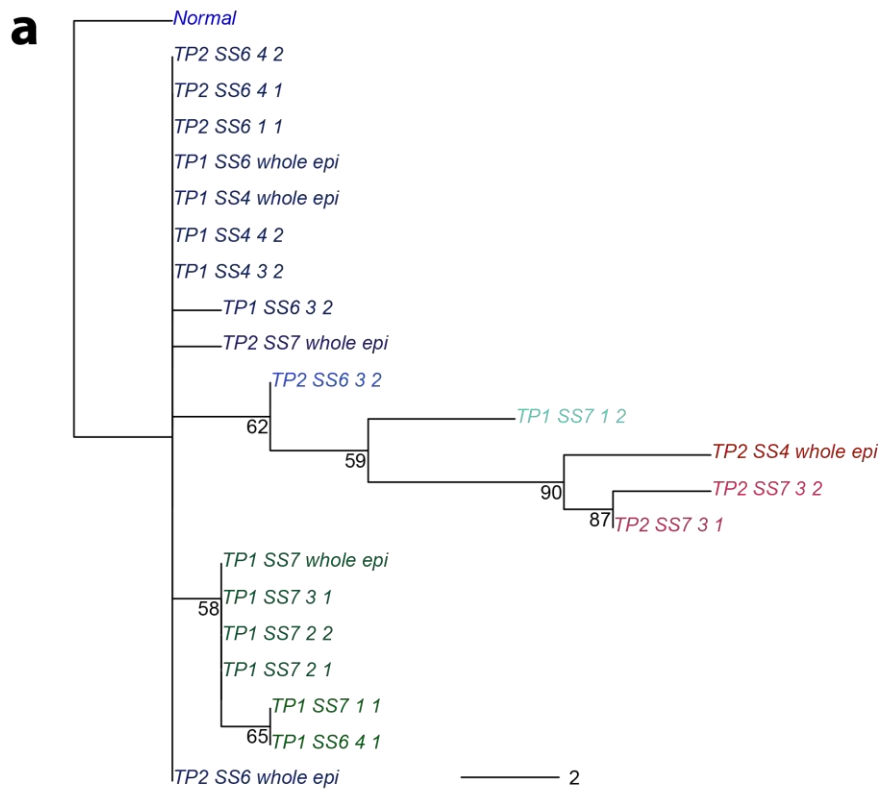 a
Normal
TP2 SS6 4 2
TP2 SS6 4 1
TP2 SS6 1 1
TP1 SS6 whole epi
TP1 SS4 whole epi
TP1 SS4 4 2
TP1 SS4 3 2
TP1 SS6 3 2
TP2 SS7 whole epi
TP2 SS6 3 2
TP1 SS7 1 2
62
TP2 SS4 whole epi
59
TP2 SS7 3 2
90
87
TP2 SS7 3 1
TP1 SS7 whole epi
TP1 SS7 3 1
58
TP1 SS7 2 2
TP1 SS7 2 1
TP1 SS7 1 1
65
TP1 SS6 4 1
TP2 SS6 whole epi
2